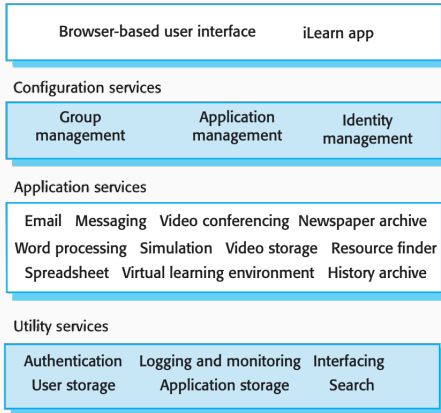 Browser-based user interface iLearn app
Configuration services
Group management Application management Identity management
Application services
Email Messaging Video conferencing Newspaper archive
Word processing Simulation Video storage Resource finder
Spreadsheet Virtual learning environment History archive
Utility services
Authentication Logging and monitoring Interfacing
User storage Application storage Search